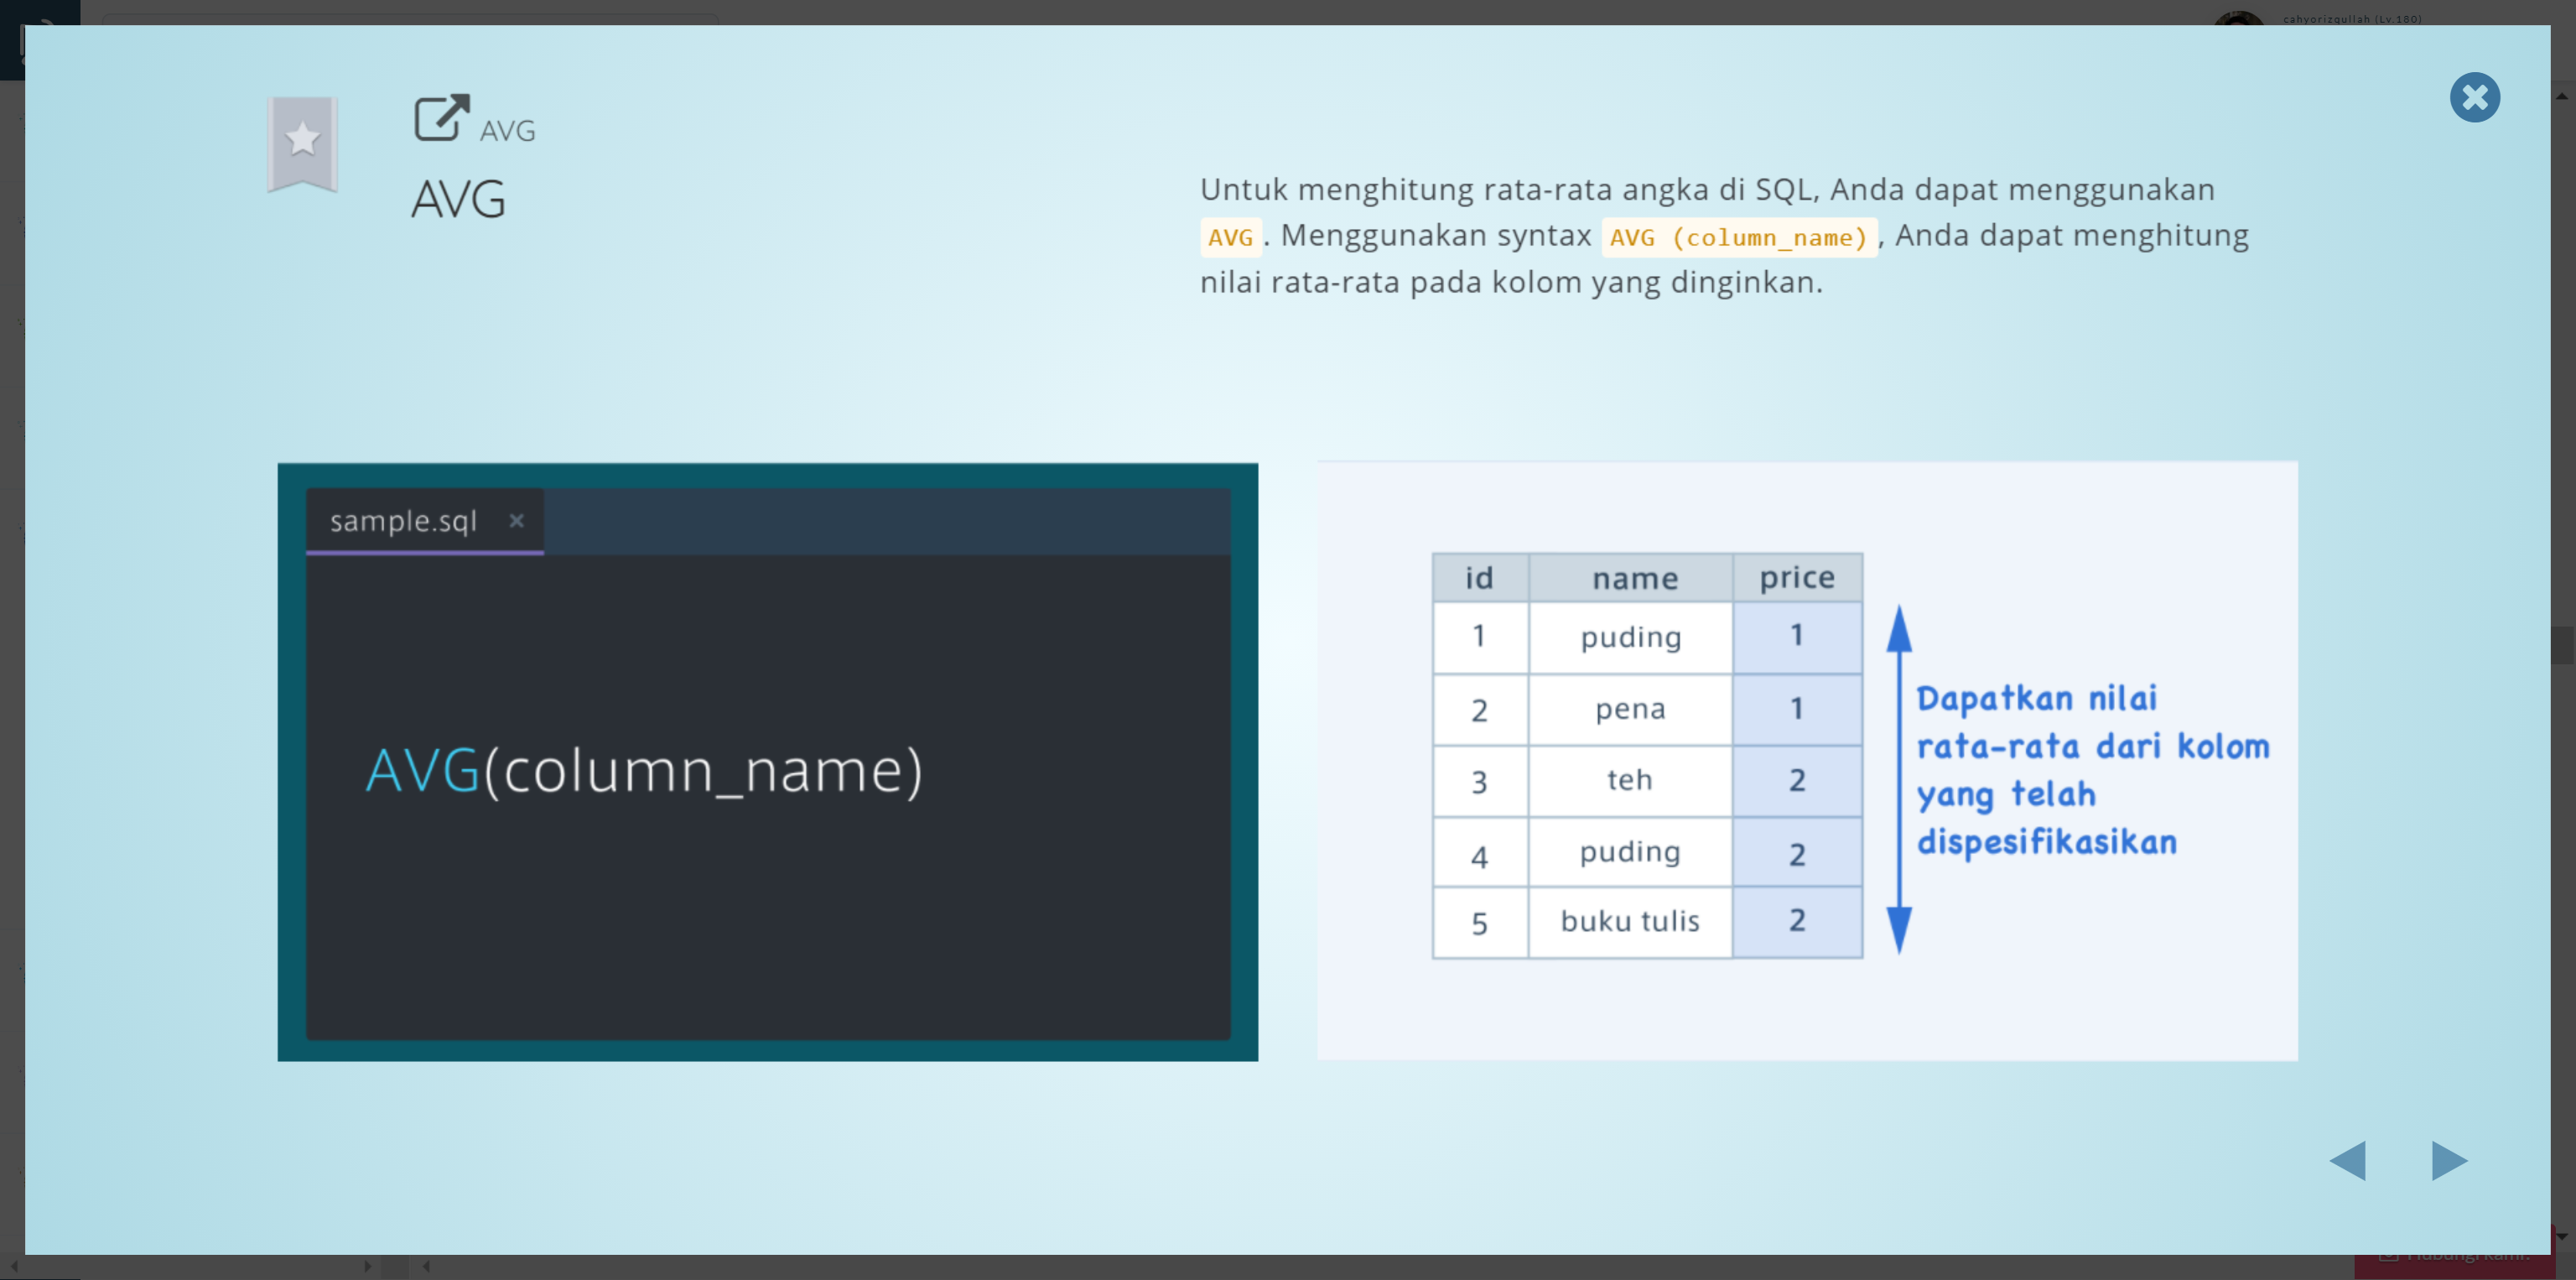 cahyorizqullah (Lv.180)
AVG
AVG
Untuk menghitung rata-rata angka di SQL, Anda dapat menggunakan
AVG . Menggunakan syntax AVG (column_name) , Anda dapat menghitung
nilai rata-rata pada kolom yang dinginkan.
sample.sql ×
AVG(column_name)
id name price
1 puding 1
2 pena 1
3 teh 2
4 puding 2
5 buku tulis 2
Dapatkan nilai
rata-rata dari kolom
yang telah
dispesifikasikan
Hubungi kami.